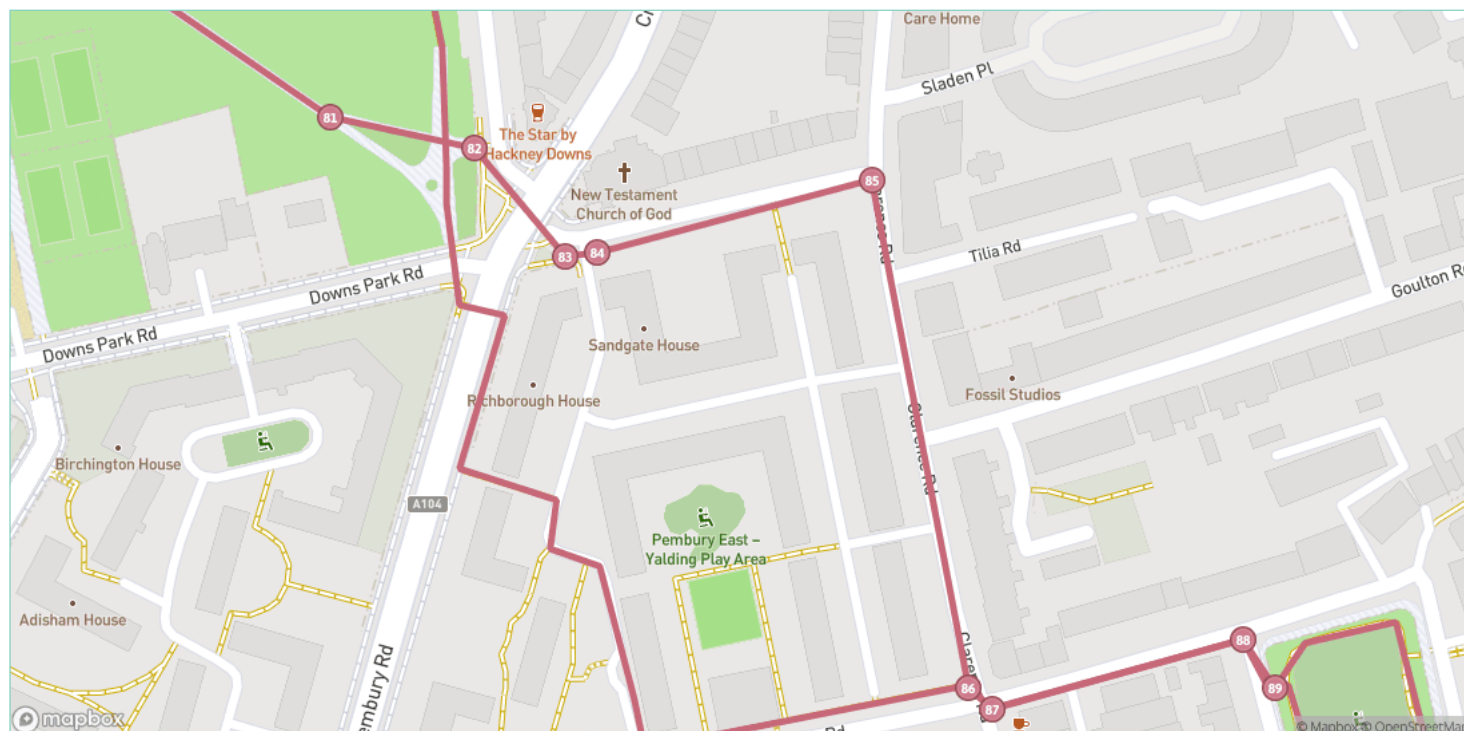 Care Home
Sladen Pl
81
The Star by
Hackney Downs
82
New Testament
Church of God
85
83
84
Tilia Rd
Goulton Rd
Downs Park Rd
Downs Park Rd
Sandgate House
Richborough House
Fossil Studios
Clarence Rd
Birchington House
A104
Pembury East –
Yalding Play Area
Adisham House
Pembury Rd
88
86
89
87
Rd
mapbox
© Mapbox © OpenStreetMap